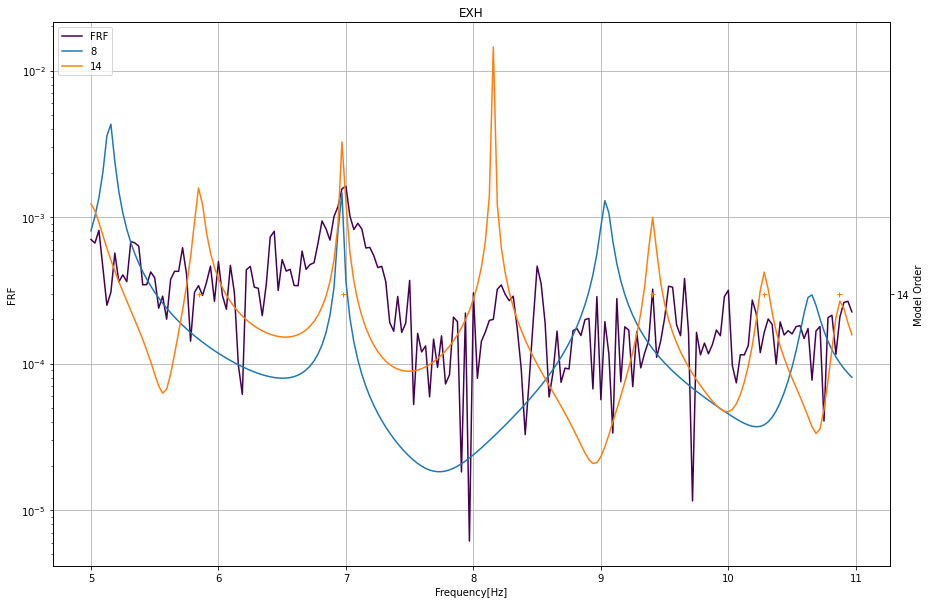 EXH
FRF
8
14
10⁻²
10⁻³
10⁻⁴
10⁻⁵
FRF
14
Model Order
5 6 7 8 9 10 11
Frequency[Hz]